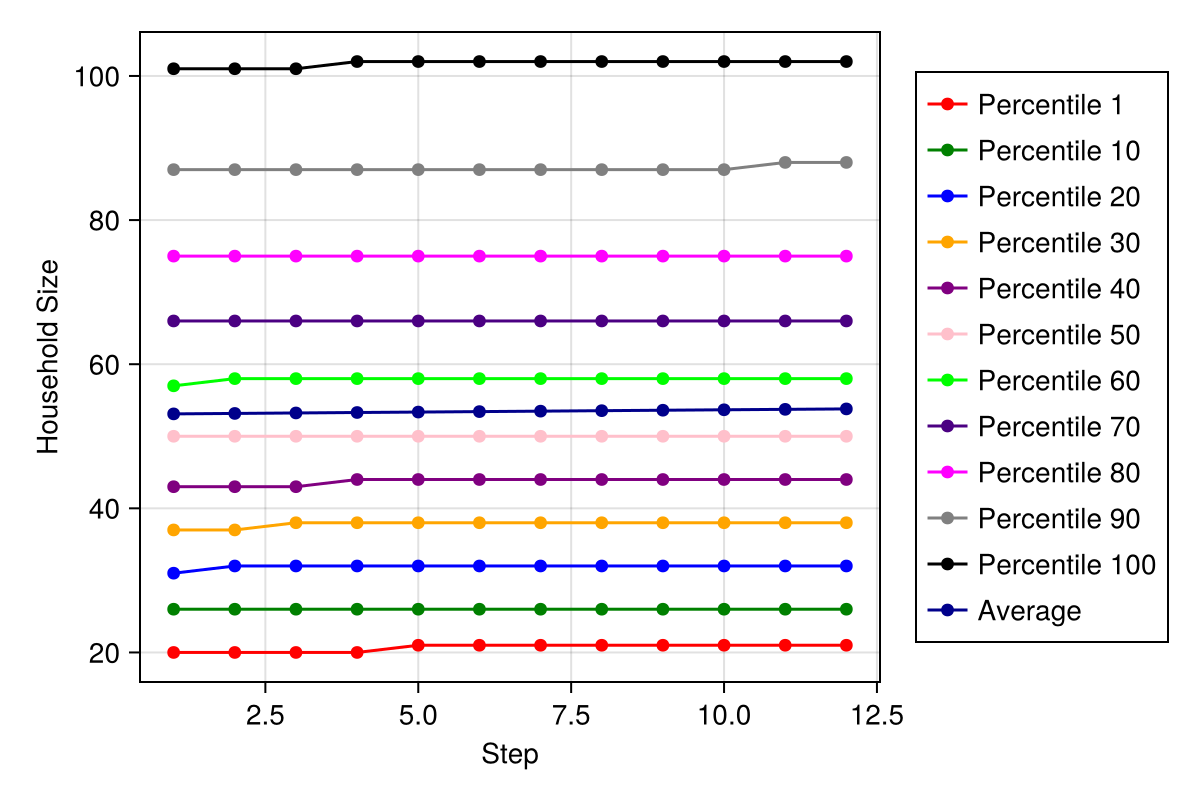 100
80
60
40
20
Household Size
2.5
5.0
7.5
10.0
12.5
Step
Percentile 1
Percentile 10
Percentile 20
Percentile 30
Percentile 40
Percentile 50
Percentile 60
Percentile 70
Percentile 80
Percentile 90
Percentile 100
Average